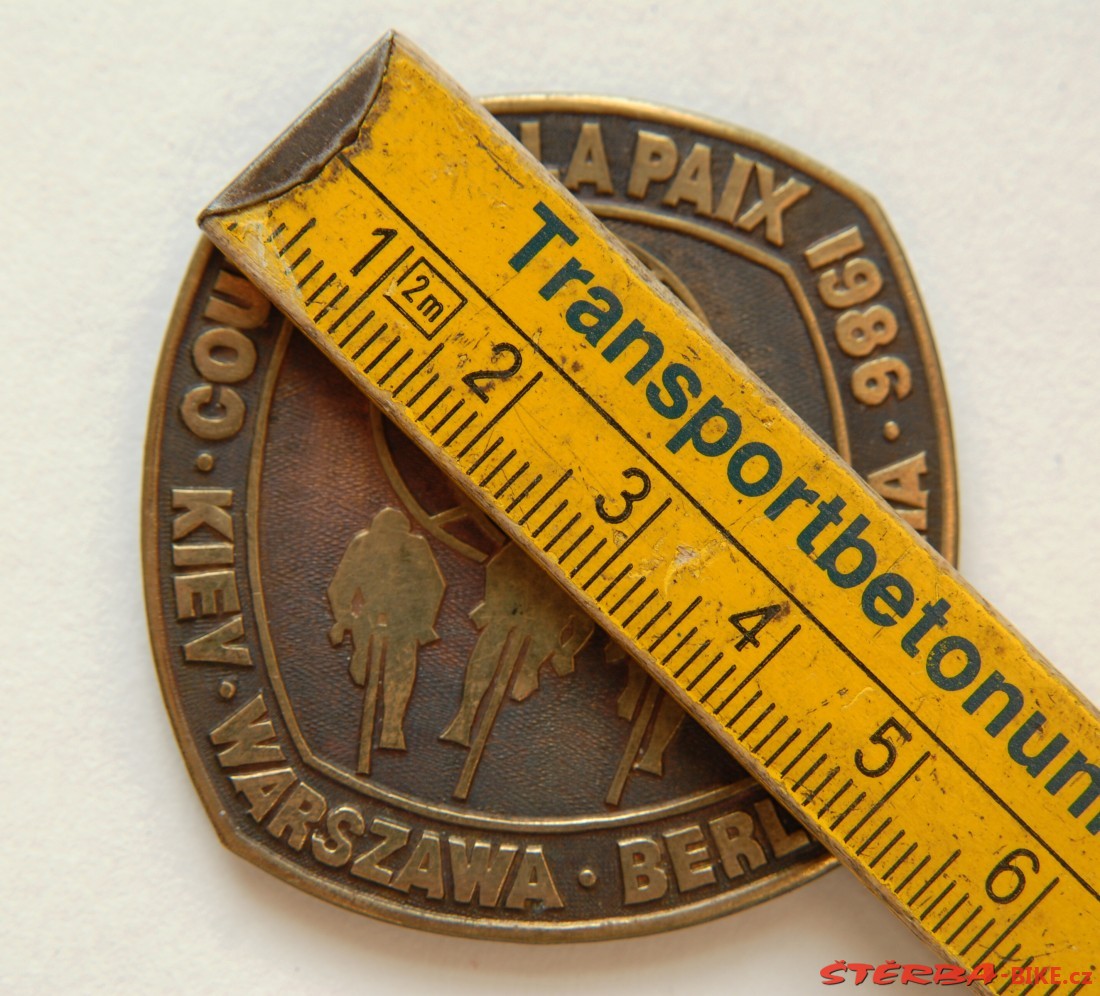 LA PAIX 1986 ·
COU
· KIEV · WARSZAWA · BERL
Transportbetonum
1 2 3 4 5 6
2m
ŠTĚRBA-BIKE.cz